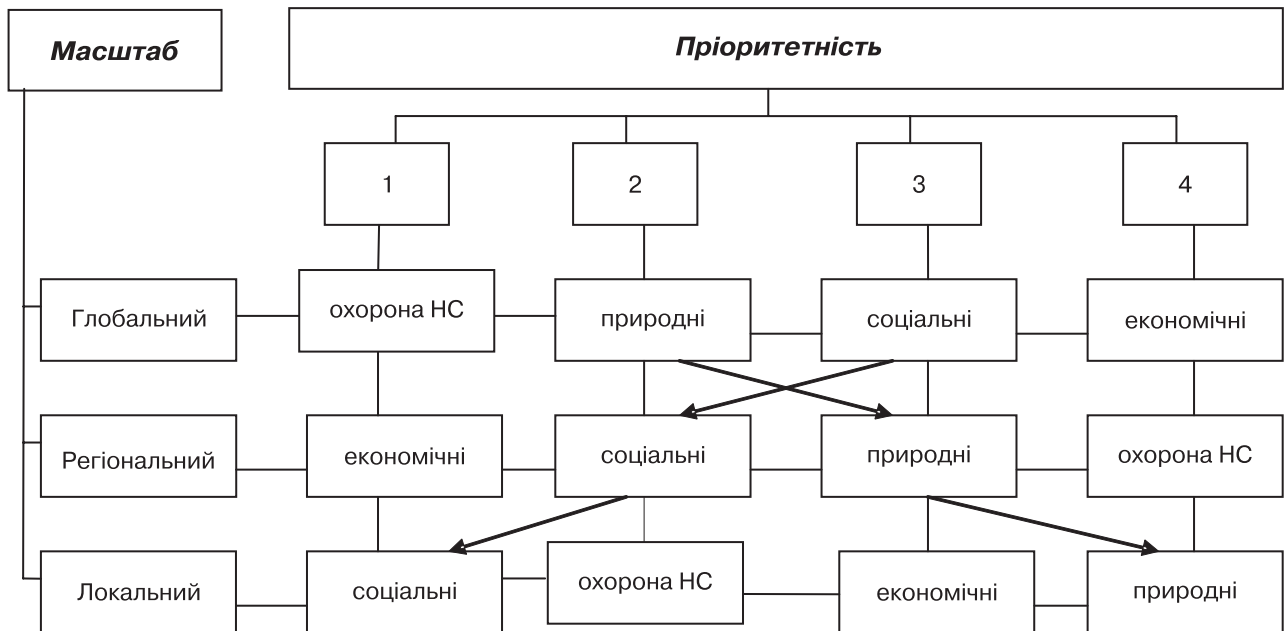 Масштаб
Пріоритетність
1
2
3
4
Глобальний
охорона НС
природні
соціальні
економічні
Регіональний
економічні
соціальні
природні
охорона НС
Локальний
соціальні
охорона НС
економічні
природні